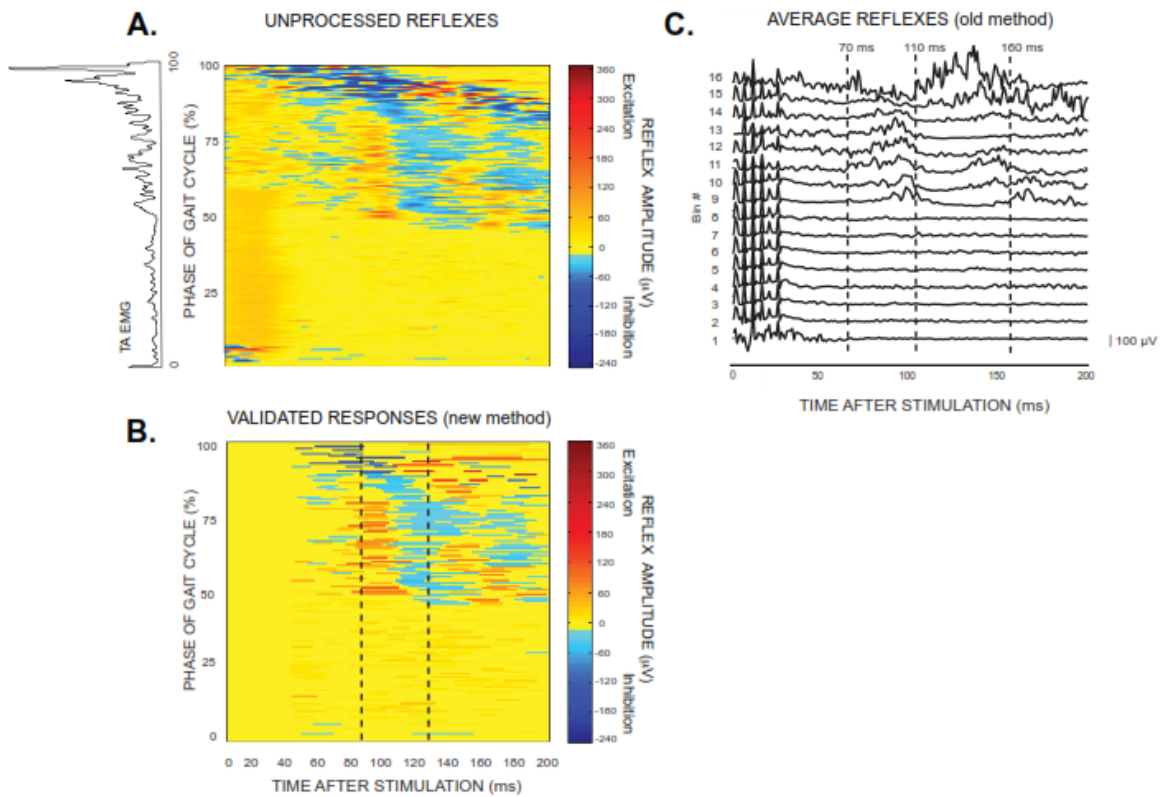 A.
UNPROCESSED REFLEXES
TA EMG
100
0
PHASE OF GAIT CYCLE (%)
100
75
50
25
360
300
240
180
120
60
0
-60
-120
-180
-240
Excitation
Inhibition
REFLEX AMPLITUDE (µV)
B.
VALIDATED RESPONSES (new method)
PHASE OF GAIT CYCLE (%)
100
75
50
25
0
0 20 40 60 80 100 120 140 160 180 200
TIME AFTER STIMULATION (ms)
360
300
240
180
120
60
0
-60
-120
-180
-240
Excitation
Inhibition
REFLEX AMPLITUDE (µV)
C.
AVERAGE REFLEXES (old method)
70 ms 110 ms 160 ms
Bin #
16
15
14
13
12
11
10
9
8
7
6
5
4
3
2
1
100 µV
0 50 100 150 200
TIME AFTER STIMULATION (ms)